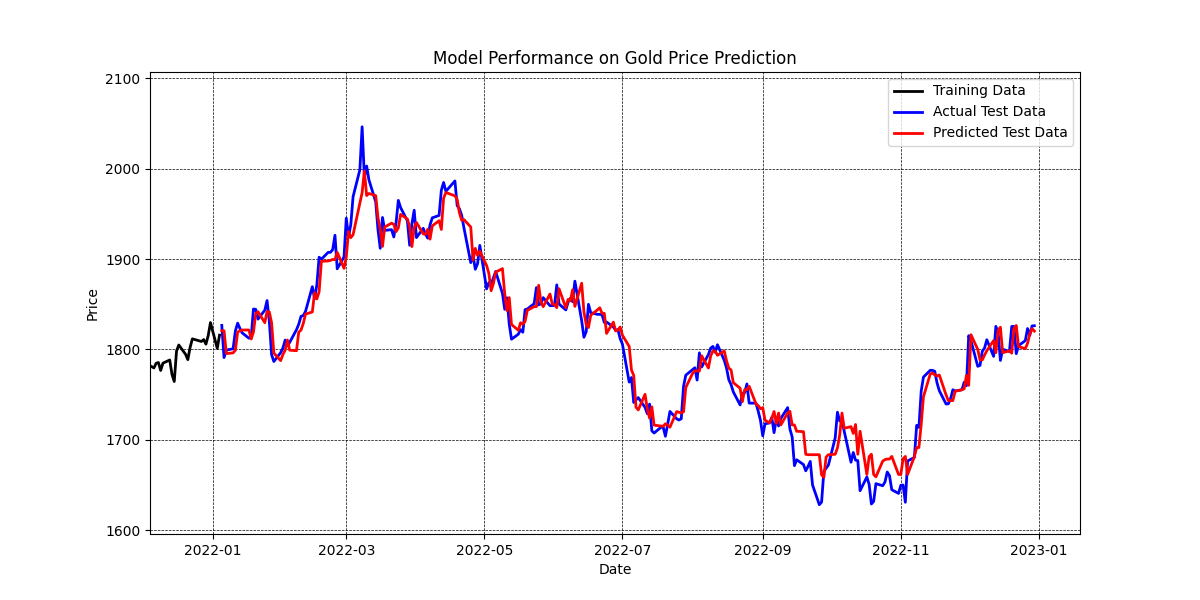 Model Performance on Gold Price Prediction
2100
2000
1900
1800
1700
1600
Price
Training Data
Actual Test Data
Predicted Test Data
2022-01 2022-03 2022-05 2022-07 2022-09 2022-11 2023-01
Date